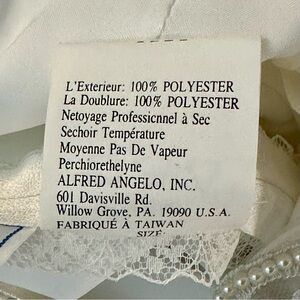 L'Exterieur: 100% POLYESTER
La Doublure: 100% POLYESTER
Netoyage Professionnel à Sec
Sechoir Température
Moyenne Pas De Vapeur
Perchiorethelyne
ALFRED ANGELO, INC.
601 Davisville Rd.
Willow Grove, PA. 19090 U.S.A.
FABRIQUÉ À TAIWAN
SIZE: